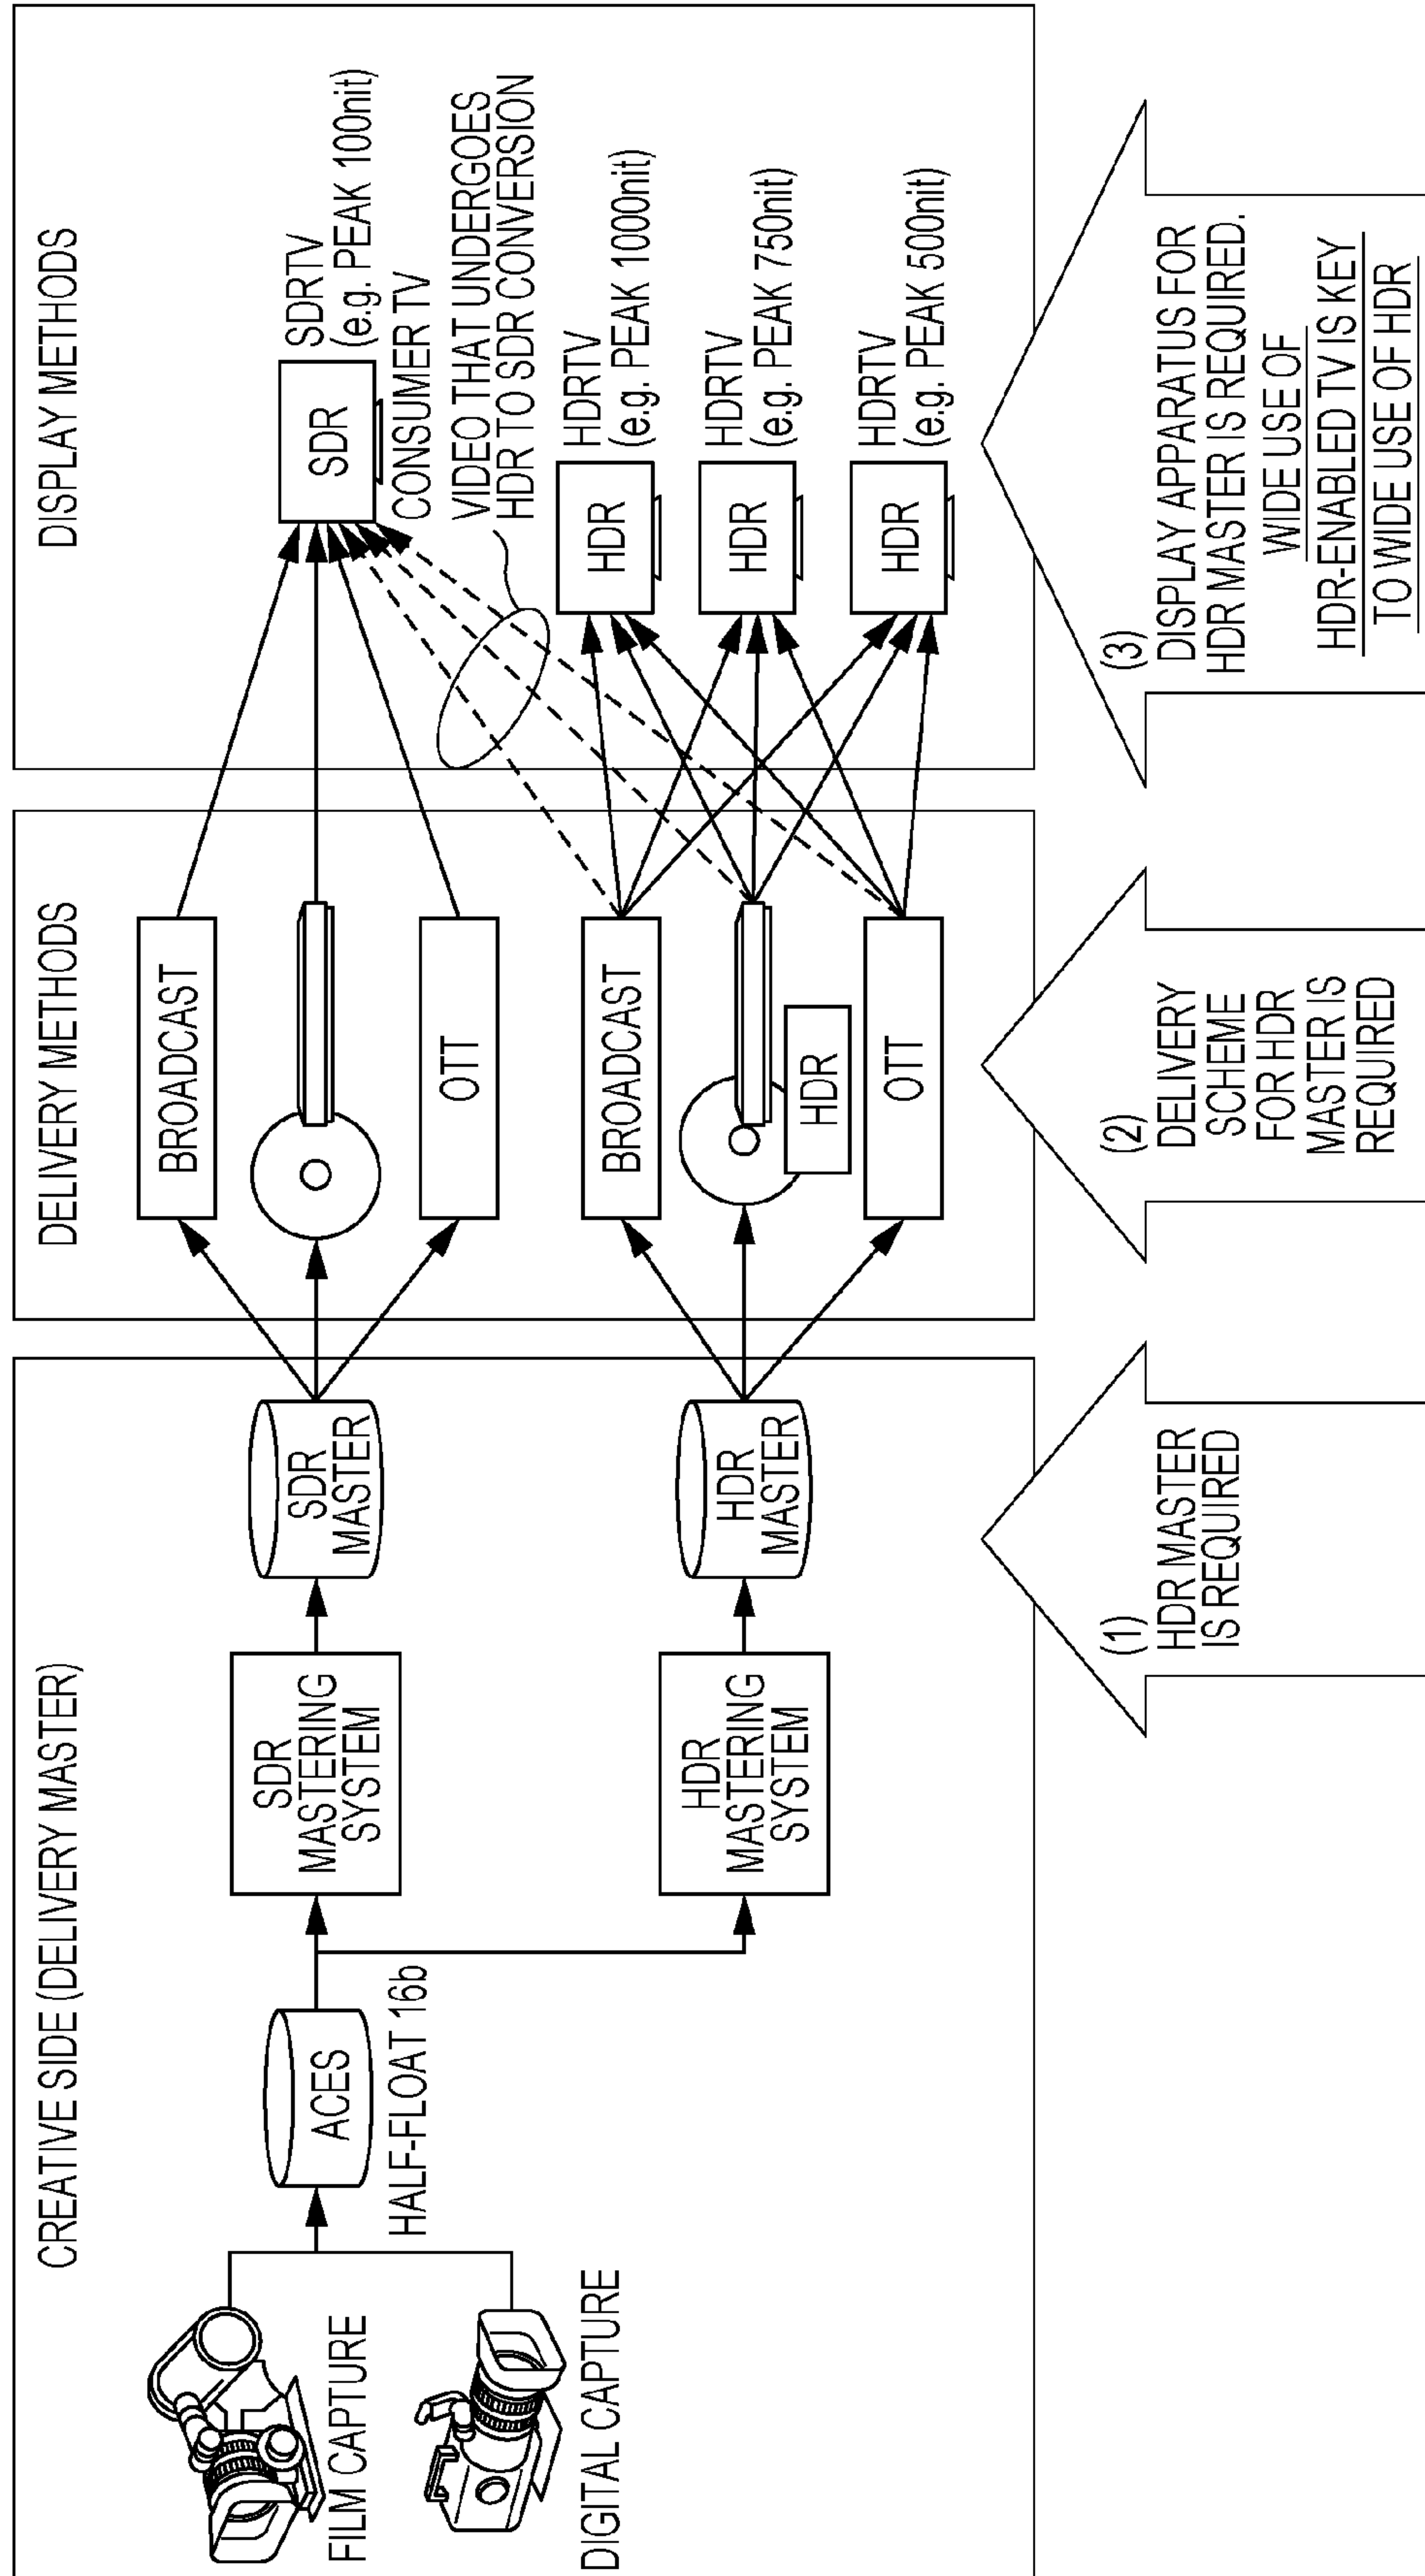 CREATIVE SIDE (DELIVERY MASTER)
FILM CAPTURE
DIGITAL CAPTURE
ACES
HALF-FLOAT 16b
SDR
MASTERING
SYSTEM
SDR
MASTER
HDR
MASTERING
SYSTEM
HDR
MASTER
DELIVERY METHODS
BROADCAST
OTT
BROADCAST
HDR
OTT
DISPLAY METHODS
SDR
SDRTV
(e.g. PEAK 100nit)
CONSUMER TV
VIDEO THAT UNDERGOES
HDR TO SDR CONVERSION
HDR
HDRTV
(e.g. PEAK 1000nit)
HDR
HDRTV
(e.g. PEAK 750nit)
HDR
HDRTV
(e.g. PEAK 500nit)
(1)
HDR MASTER
IS REQUIRED
(2)
DELIVERY
SCHEME
FOR HDR
MASTER IS
REQUIRED
(3)
DISPLAY APPARATUS FOR
HDR MASTER IS REQUIRED.
WIDE USE OF
HDR-ENABLED TV IS KEY
TO WIDE USE OF HDR